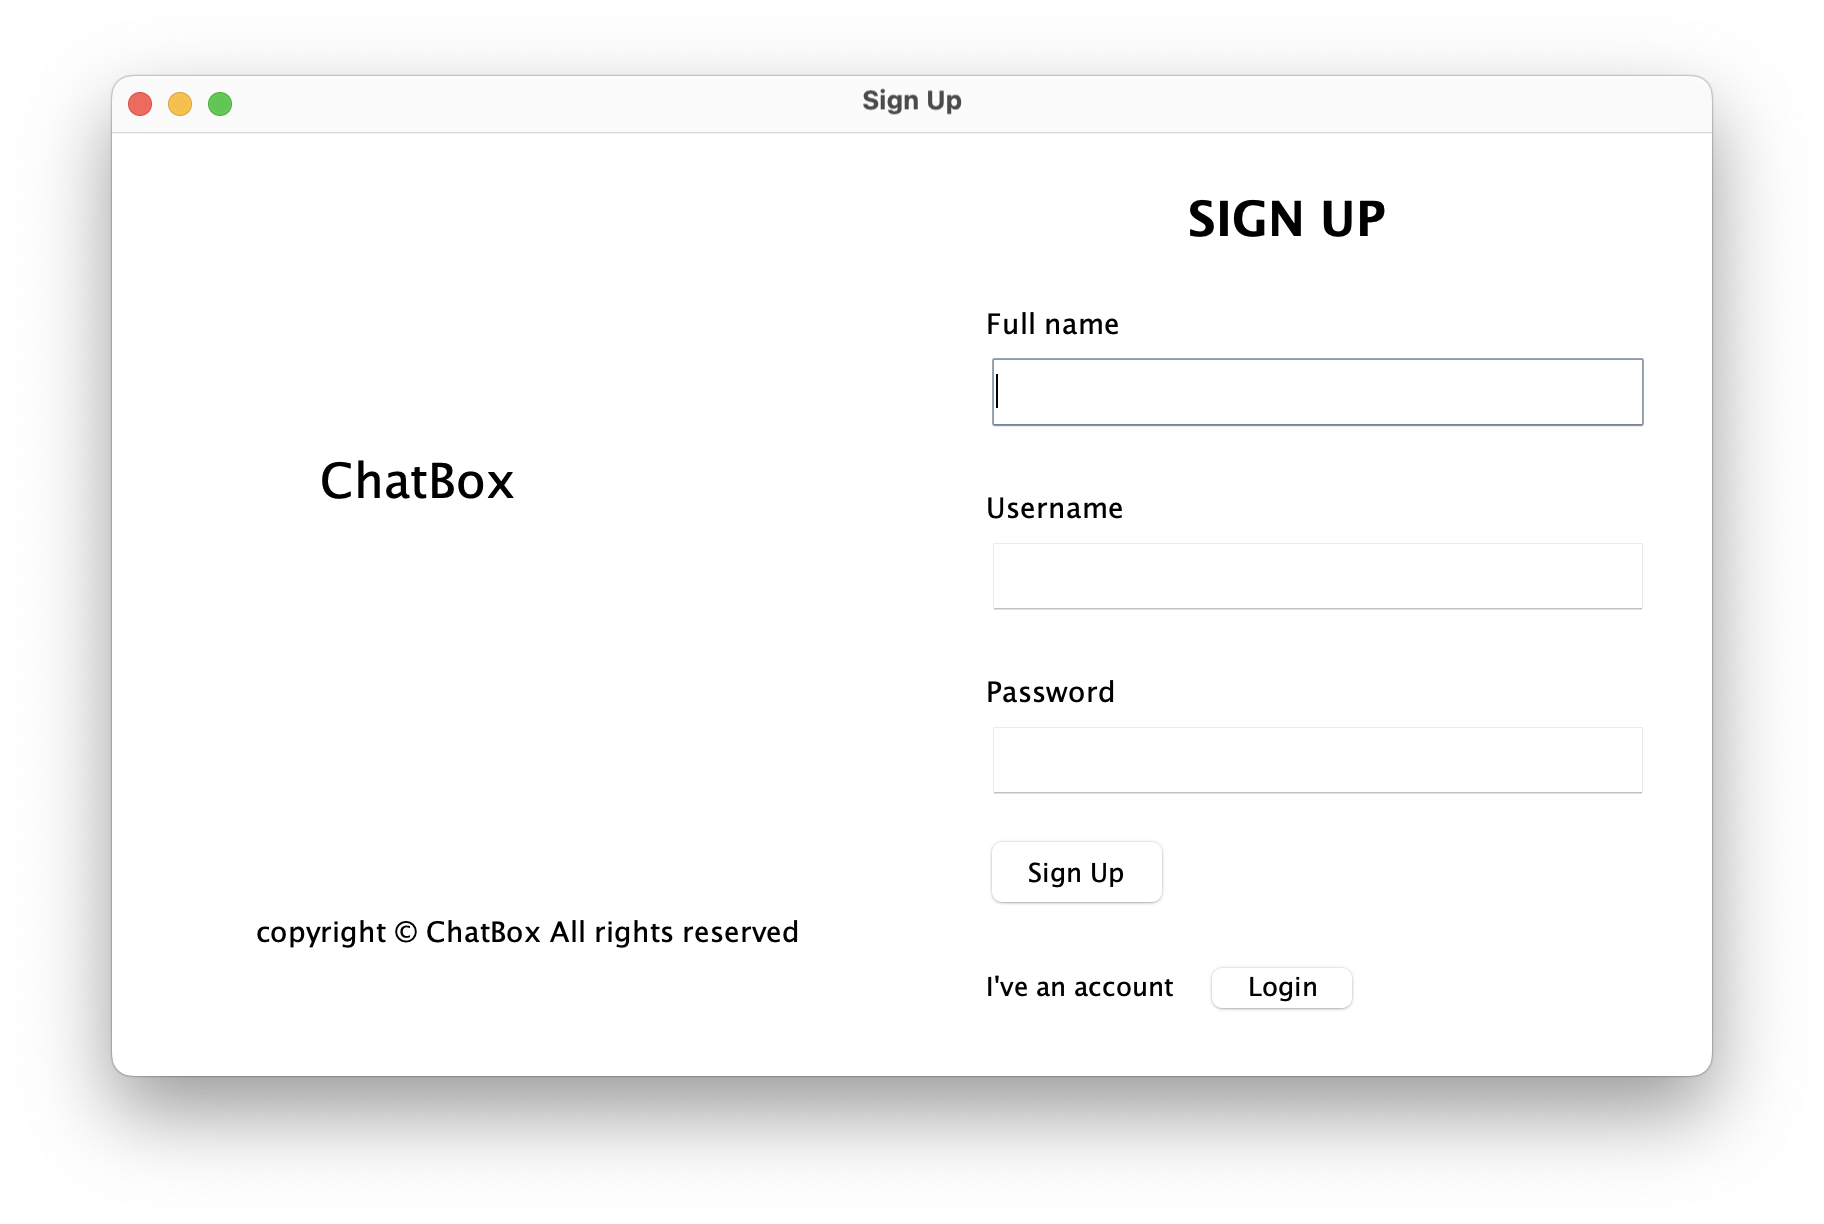 Sign Up
ChatBox
copyright © ChatBox All rights reserved
SIGN UP
Full name
Username
Password
Sign Up
I've an account
Login